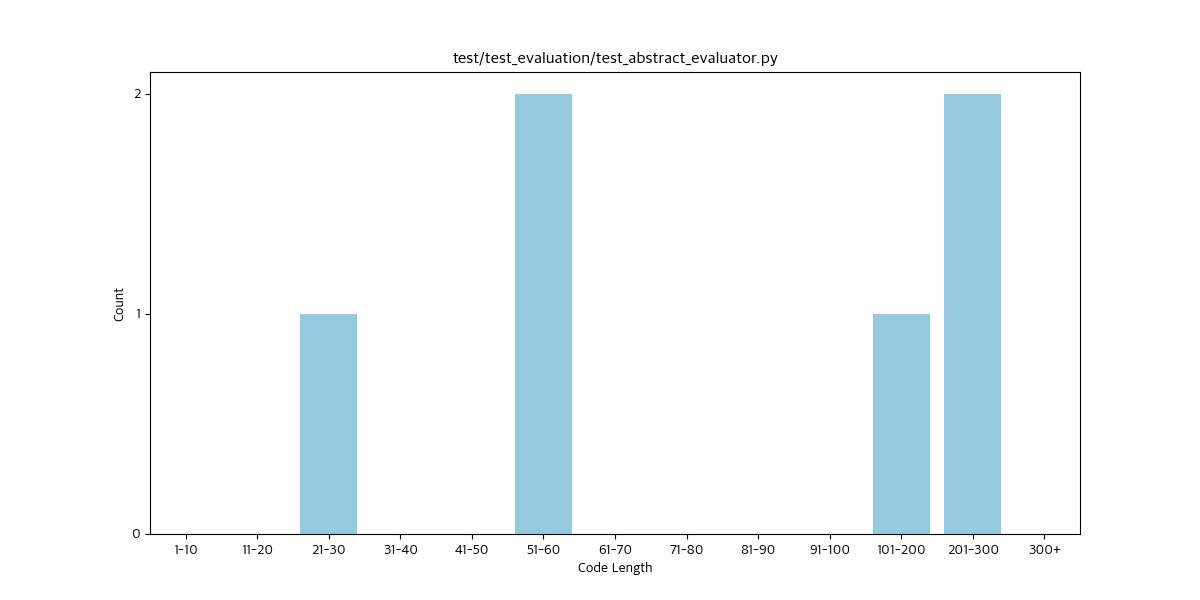 test/test_evaluation/test_abstract_evaluator.py
2
1
0
Count
1-10 11-20 21-30 31-40 41-50 51-60 61-70 71-80 81-90 91-100 101-200 201-300 300+
Code Length